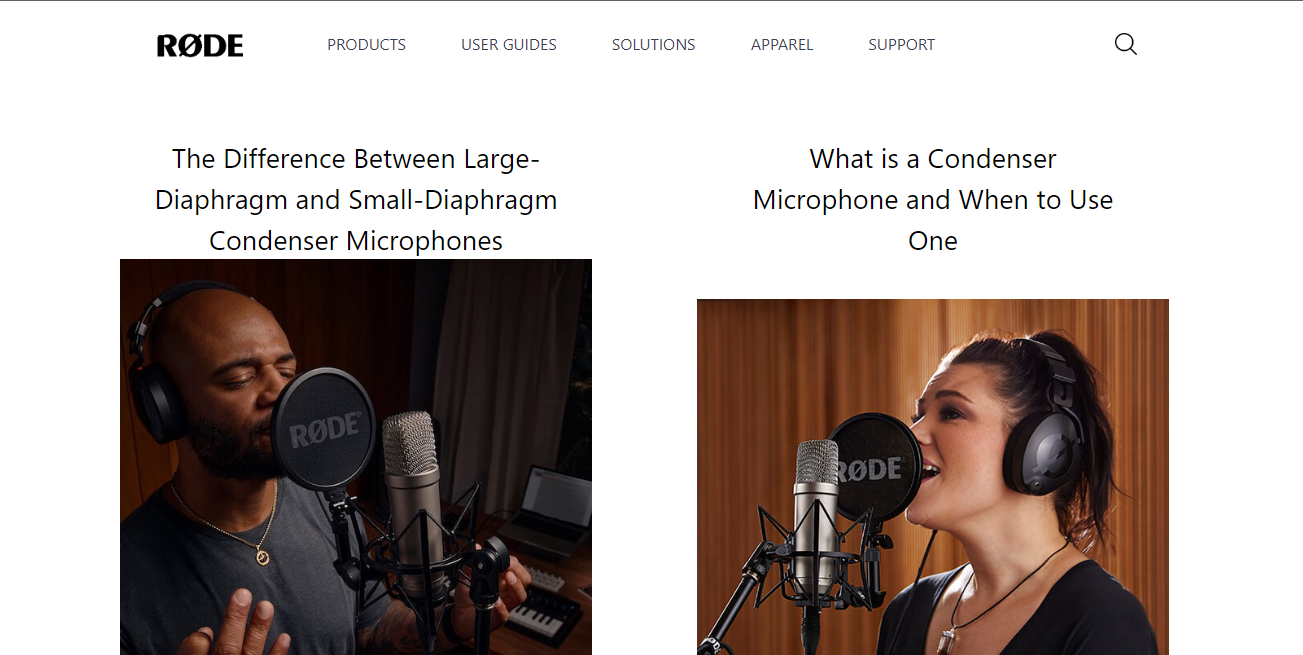 RØDE
PRODUCTS
USER GUIDES
SOLUTIONS
APPAREL
SUPPORT
The Difference Between Large-
Diaphragm and Small-Diaphragm
Condenser Microphones
What is a Condenser
Microphone and When to Use
One
RØDE
RØDE